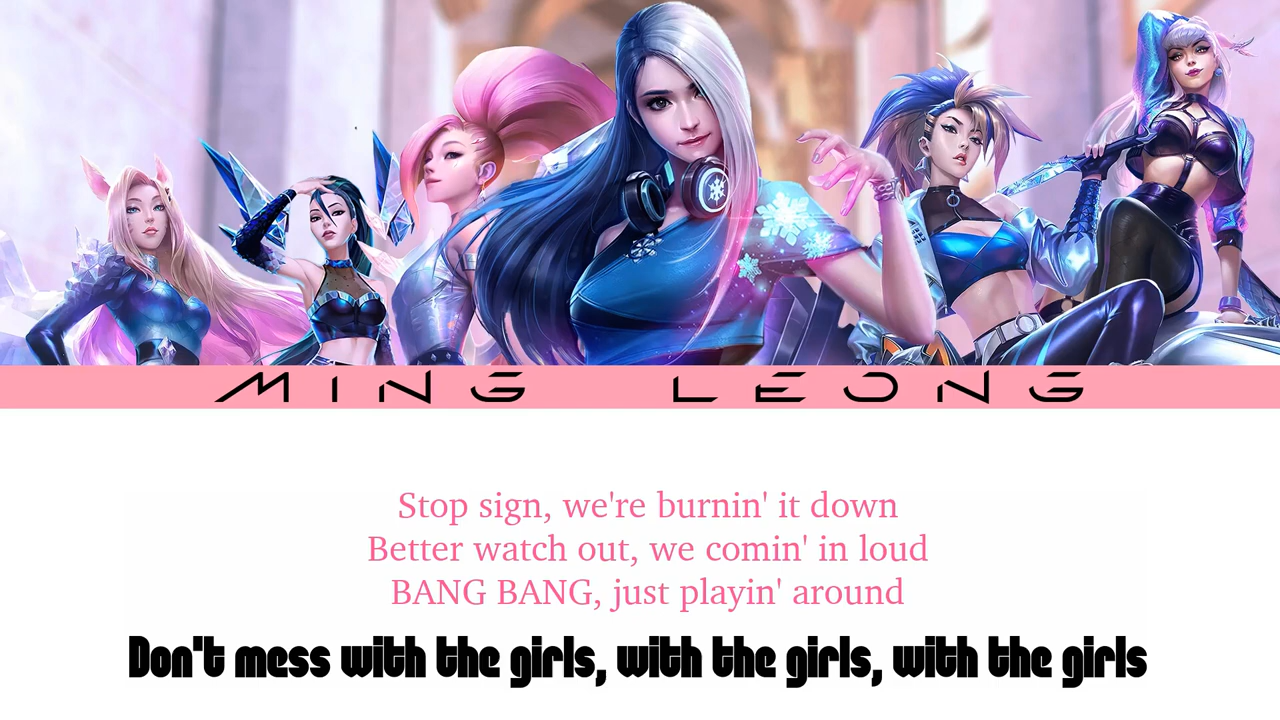 MING LEONG
Stop sign, we're burnin' it down
Better watch out, we comin' in loud
BANG BANG, just playin' around
Don't mess with the girls, with the girls, with the girls